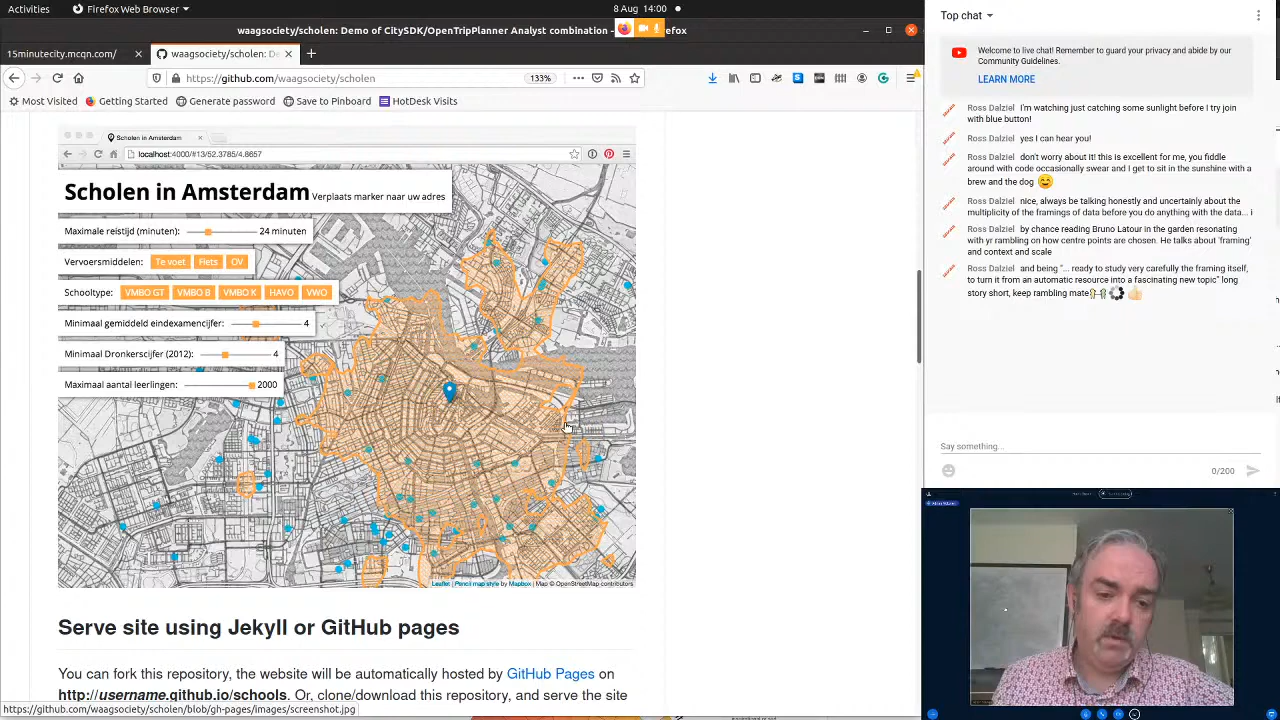 Activities
Firefox Web Browser
8 Aug 14:00
waagsociety/scholen: Demo of CitySDK/OpenTripPlanner Analyst combination -
15minutecity.mcqn.com/
waagsociety/scholen: De
https://github.com/waagsociety/scholen
133%
Most Visited
Getting Started
Generate password
Save to Pinboard
HotDesk Visits
Scholen in Amsterdam
localhost:4000/#13/52.3785/4.8657
Scholen in Amsterdam Verplaats marker naar uw adres
Maximale reistijd (minuten): 24 minuten
Vervoersmiddelen: Te voet Fiets OV
Schooltype: VMBO GT VMBO B VMBO K HAVO VWO
Minimaal gemiddeld eindexamencijfer: 4
Minimaal Dronkerscijfer (2012): 4
Maximaal aantal leerlingen: 2000
Leaflet | Pencil map style by Mapbox | Map © OpenStreetMap contributors
Serve site using Jekyll or GitHub pages
You can fork this repository, the website will be automatically hosted by GitHub Pages on
http://username.github.io/schools. Or, clone/download this repository, and serve the site
https://github.com/waagsociety/scholen/blob/gh-pages/images/screenshot.jpg
Top chat
Welcome to live chat! Remember to guard your privacy and abide by our
Community Guidelines.
LEARN MORE
Ross Dalziel I'm watching just catching some sunlight before I try join
with blue button!
Ross Dalziel yes I can hear you!
Ross Dalziel don't worry about it! this is excellent for me, you fiddle
around with code occasionally swear and I get to sit in the sunshine with a
brew and the dog
Ross Dalziel nice, always be talking honestly and uncertainly about the
multiplicity of the framings of data before you do anything with the data... i
Ross Dalziel by chance reading Bruno Latour in the garden resonating
with yr rambling on how centre points are chosen. He talks about 'framing'
and context and scale
Ross Dalziel and being "... ready to study very carefully the framing itself,
to turn it from an automatic resource into a fascinating new topic" long
story short, keep rambling mate
Say something...
0/200